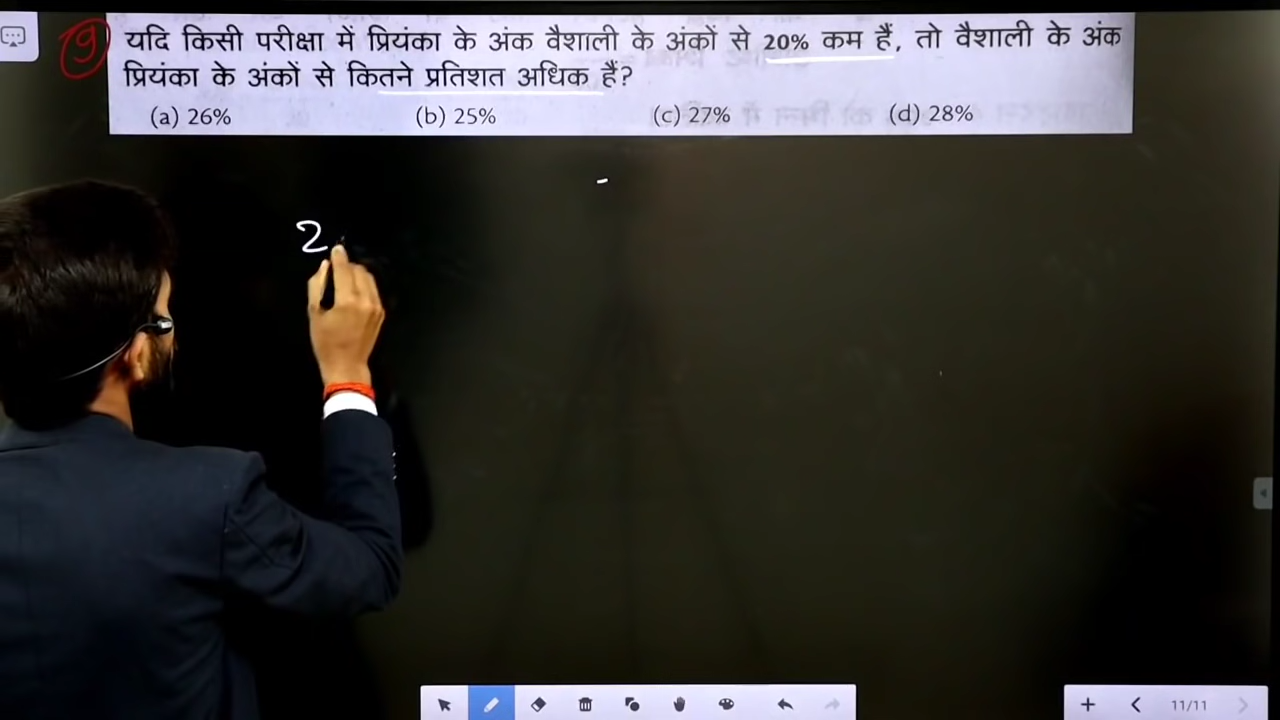 9 यदि किसी परीक्षा में प्रियंका के अंक वैशाली के अंकों से 20% कम हैं, तो वैशाली के अंक
प्रियंका के अंकों से कितने प्रतिशत अधिक हैं?
(a) 26% (b) 25% (c) 27% (d) 28%
2
11/11